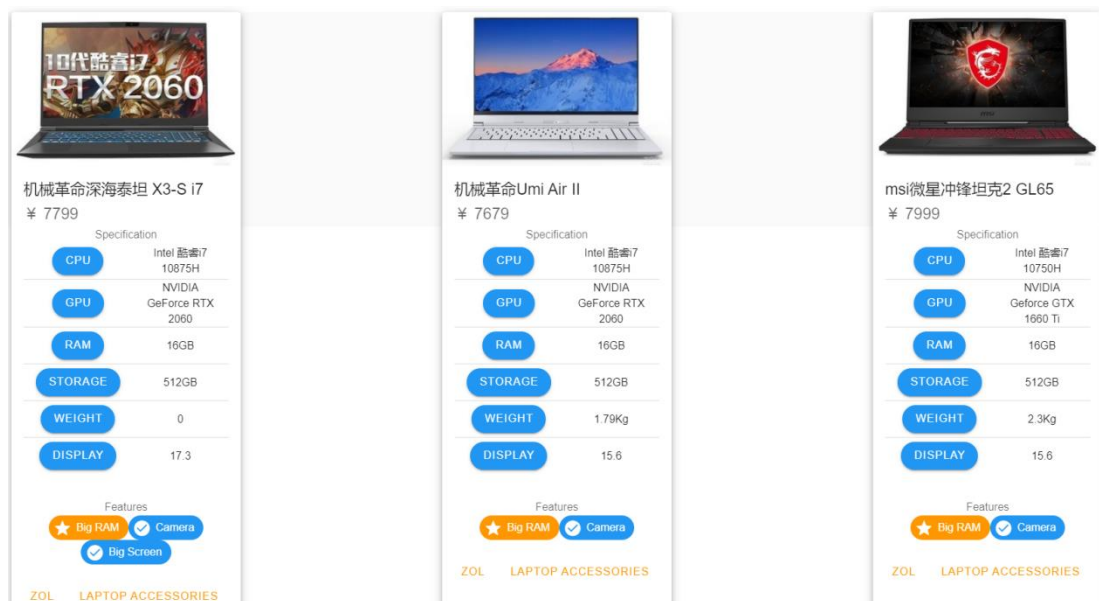 10代酷睿i7
RTX 2060
机械革命深海泰坦 X3-S i7
¥ 7799
Specification
CPU
Intel 酷睿i7
10875H
GPU
NVIDIA
GeForce RTX
2060
RAM
16GB
STORAGE
512GB
WEIGHT
0
DISPLAY
17.3
Features
Big RAM
Camera
Big Screen
ZOL
LAPTOP ACCESSORIES
机械革命Umi Air II
¥ 7679
Specification
CPU
Intel 酷睿i7
10875H
GPU
NVIDIA
GeForce RTX
2060
RAM
16GB
STORAGE
512GB
WEIGHT
1.79Kg
DISPLAY
15.6
Features
Big RAM
Camera
ZOL
LAPTOP ACCESSORIES
msi微星冲锋坦克2 GL65
¥ 7999
Specification
CPU
Intel 酷睿i7
10750H
GPU
NVIDIA
Geforce GTX
1660 Ti
RAM
16GB
STORAGE
512GB
WEIGHT
2.3Kg
DISPLAY
15.6
Features
Big RAM
Camera
ZOL
LAPTOP ACCESSORIES